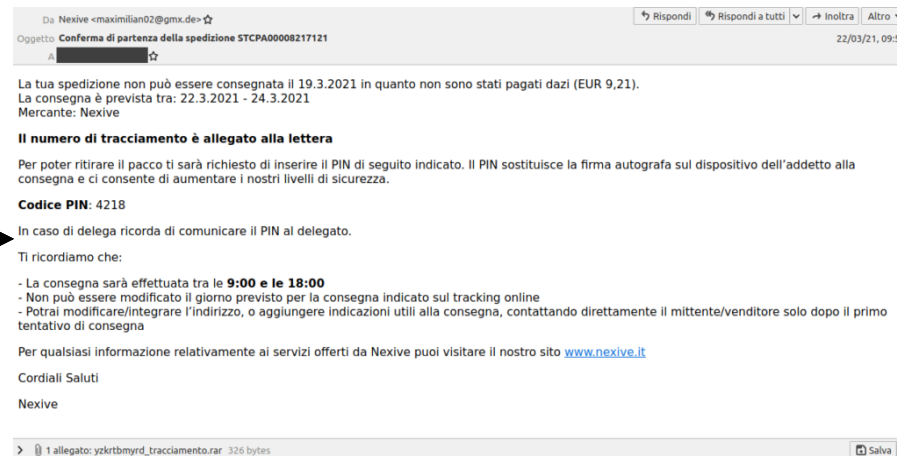 Da Nexive <maximilian02@gmx.de>
Rispondi Rispondi a tutti Inoltra Altro
Oggetto Conferma di partenza della spedizione STCPA00008217121
22/03/21, 09:5
A
La tua spedizione non può essere consegnata il 19.3.2021 in quanto non sono stati pagati dazi (EUR 9,21).
La consegna è prevista tra: 22.3.2021 - 24.3.2021
Mercante: Nexive
Il numero di tracciamento è allegato alla lettera
Per poter ritirare il pacco ti sarà richiesto di inserire il PIN di seguito indicato. Il PIN sostituisce la firma autografa sul dispositivo dell'addetto alla
consegna e ci consente di aumentare i nostri livelli di sicurezza.
Codice PIN: 4218
In caso di delega ricorda di comunicare il PIN al delegato.
Ti ricordiamo che:
- La consegna sarà effettuata tra le 9:00 e le 18:00
- Non può essere modificato il giorno previsto per la consegna indicato sul tracking online
- Potrai modificare/integrare l'indirizzo, o aggiungere indicazioni utili alla consegna, contattando direttamente il mittente/venditore solo dopo il primo
tentativo di consegna
Per qualsiasi informazione relativamente ai servizi offerti da Nexive puoi visitare il nostro sito www.nexive.it
Cordiali Saluti
Nexive
1 allegato: yzkrtbmyrd_tracciamento.rar 326 bytes
Salva